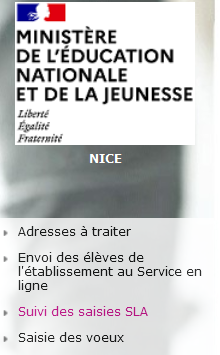 MINISTÈRE
DE L'ÉDUCATION
NATIONALE
ET DE LA JEUNESSE
Liberté
Égalité
Fraternité
NICE
Adresses à traiter
Envoi des élèves de
l'établissement au Service en
ligne
Suivi des saisies SLA
Saisie des voeux